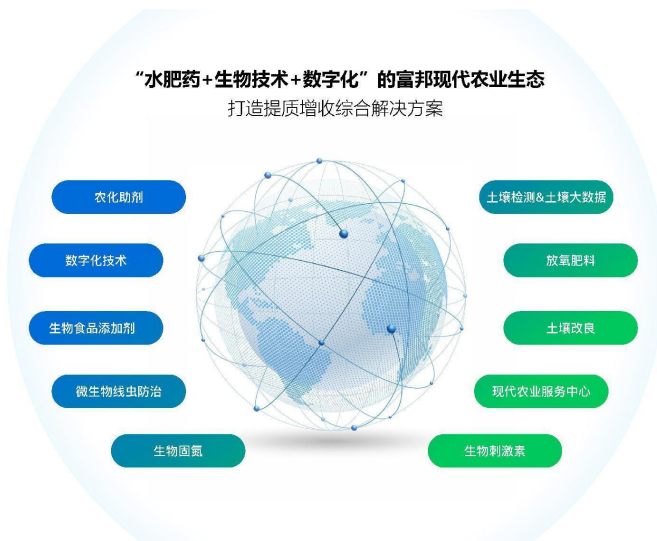 “水肥药+生物技术+数字化”的富邦现代农业生态
打造提质增收综合解决方案
农化助剂
土壤检测&土壤大数据
数字化技术
放氧肥料
生物食品添加剂
土壤改良
微生物线虫防治
现代农业服务中心
生物固氮
生物刺激素